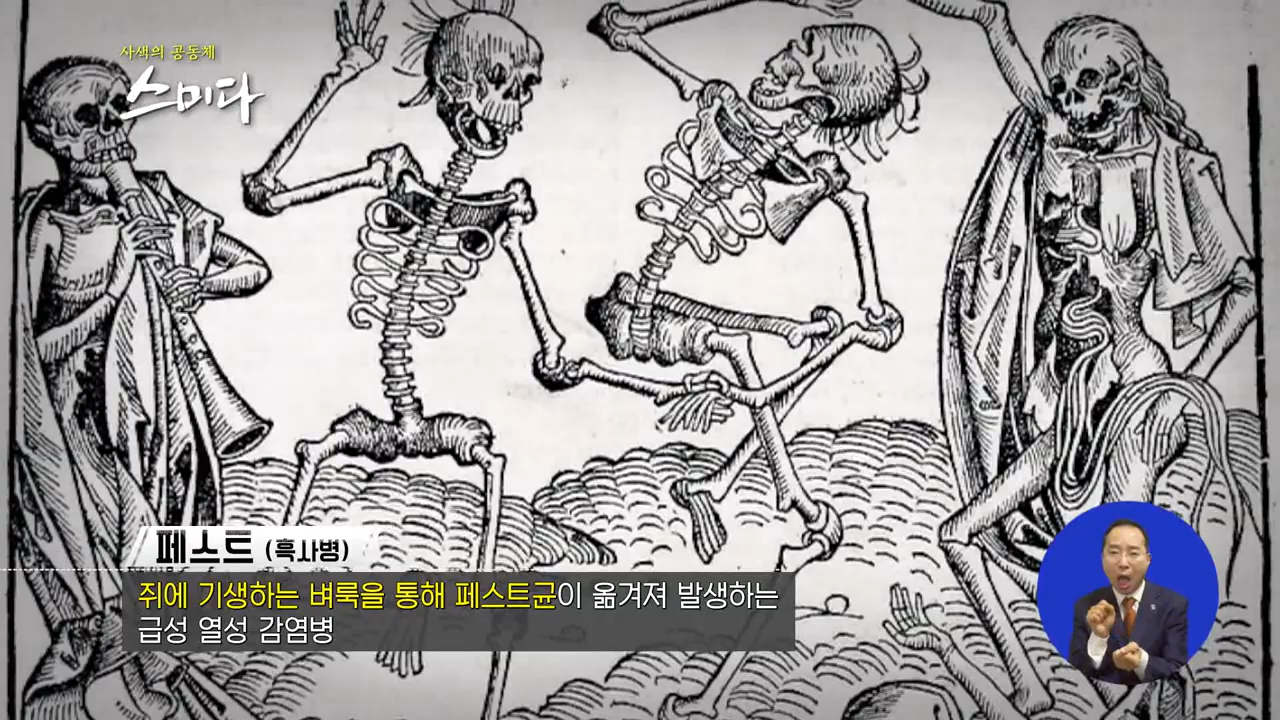 사색의 공동체
스미다
페스트 (흑사병)
쥐에 기생하는 벼룩을 통해 페스트균이 옮겨져 발생하는
급성 열성 감염병